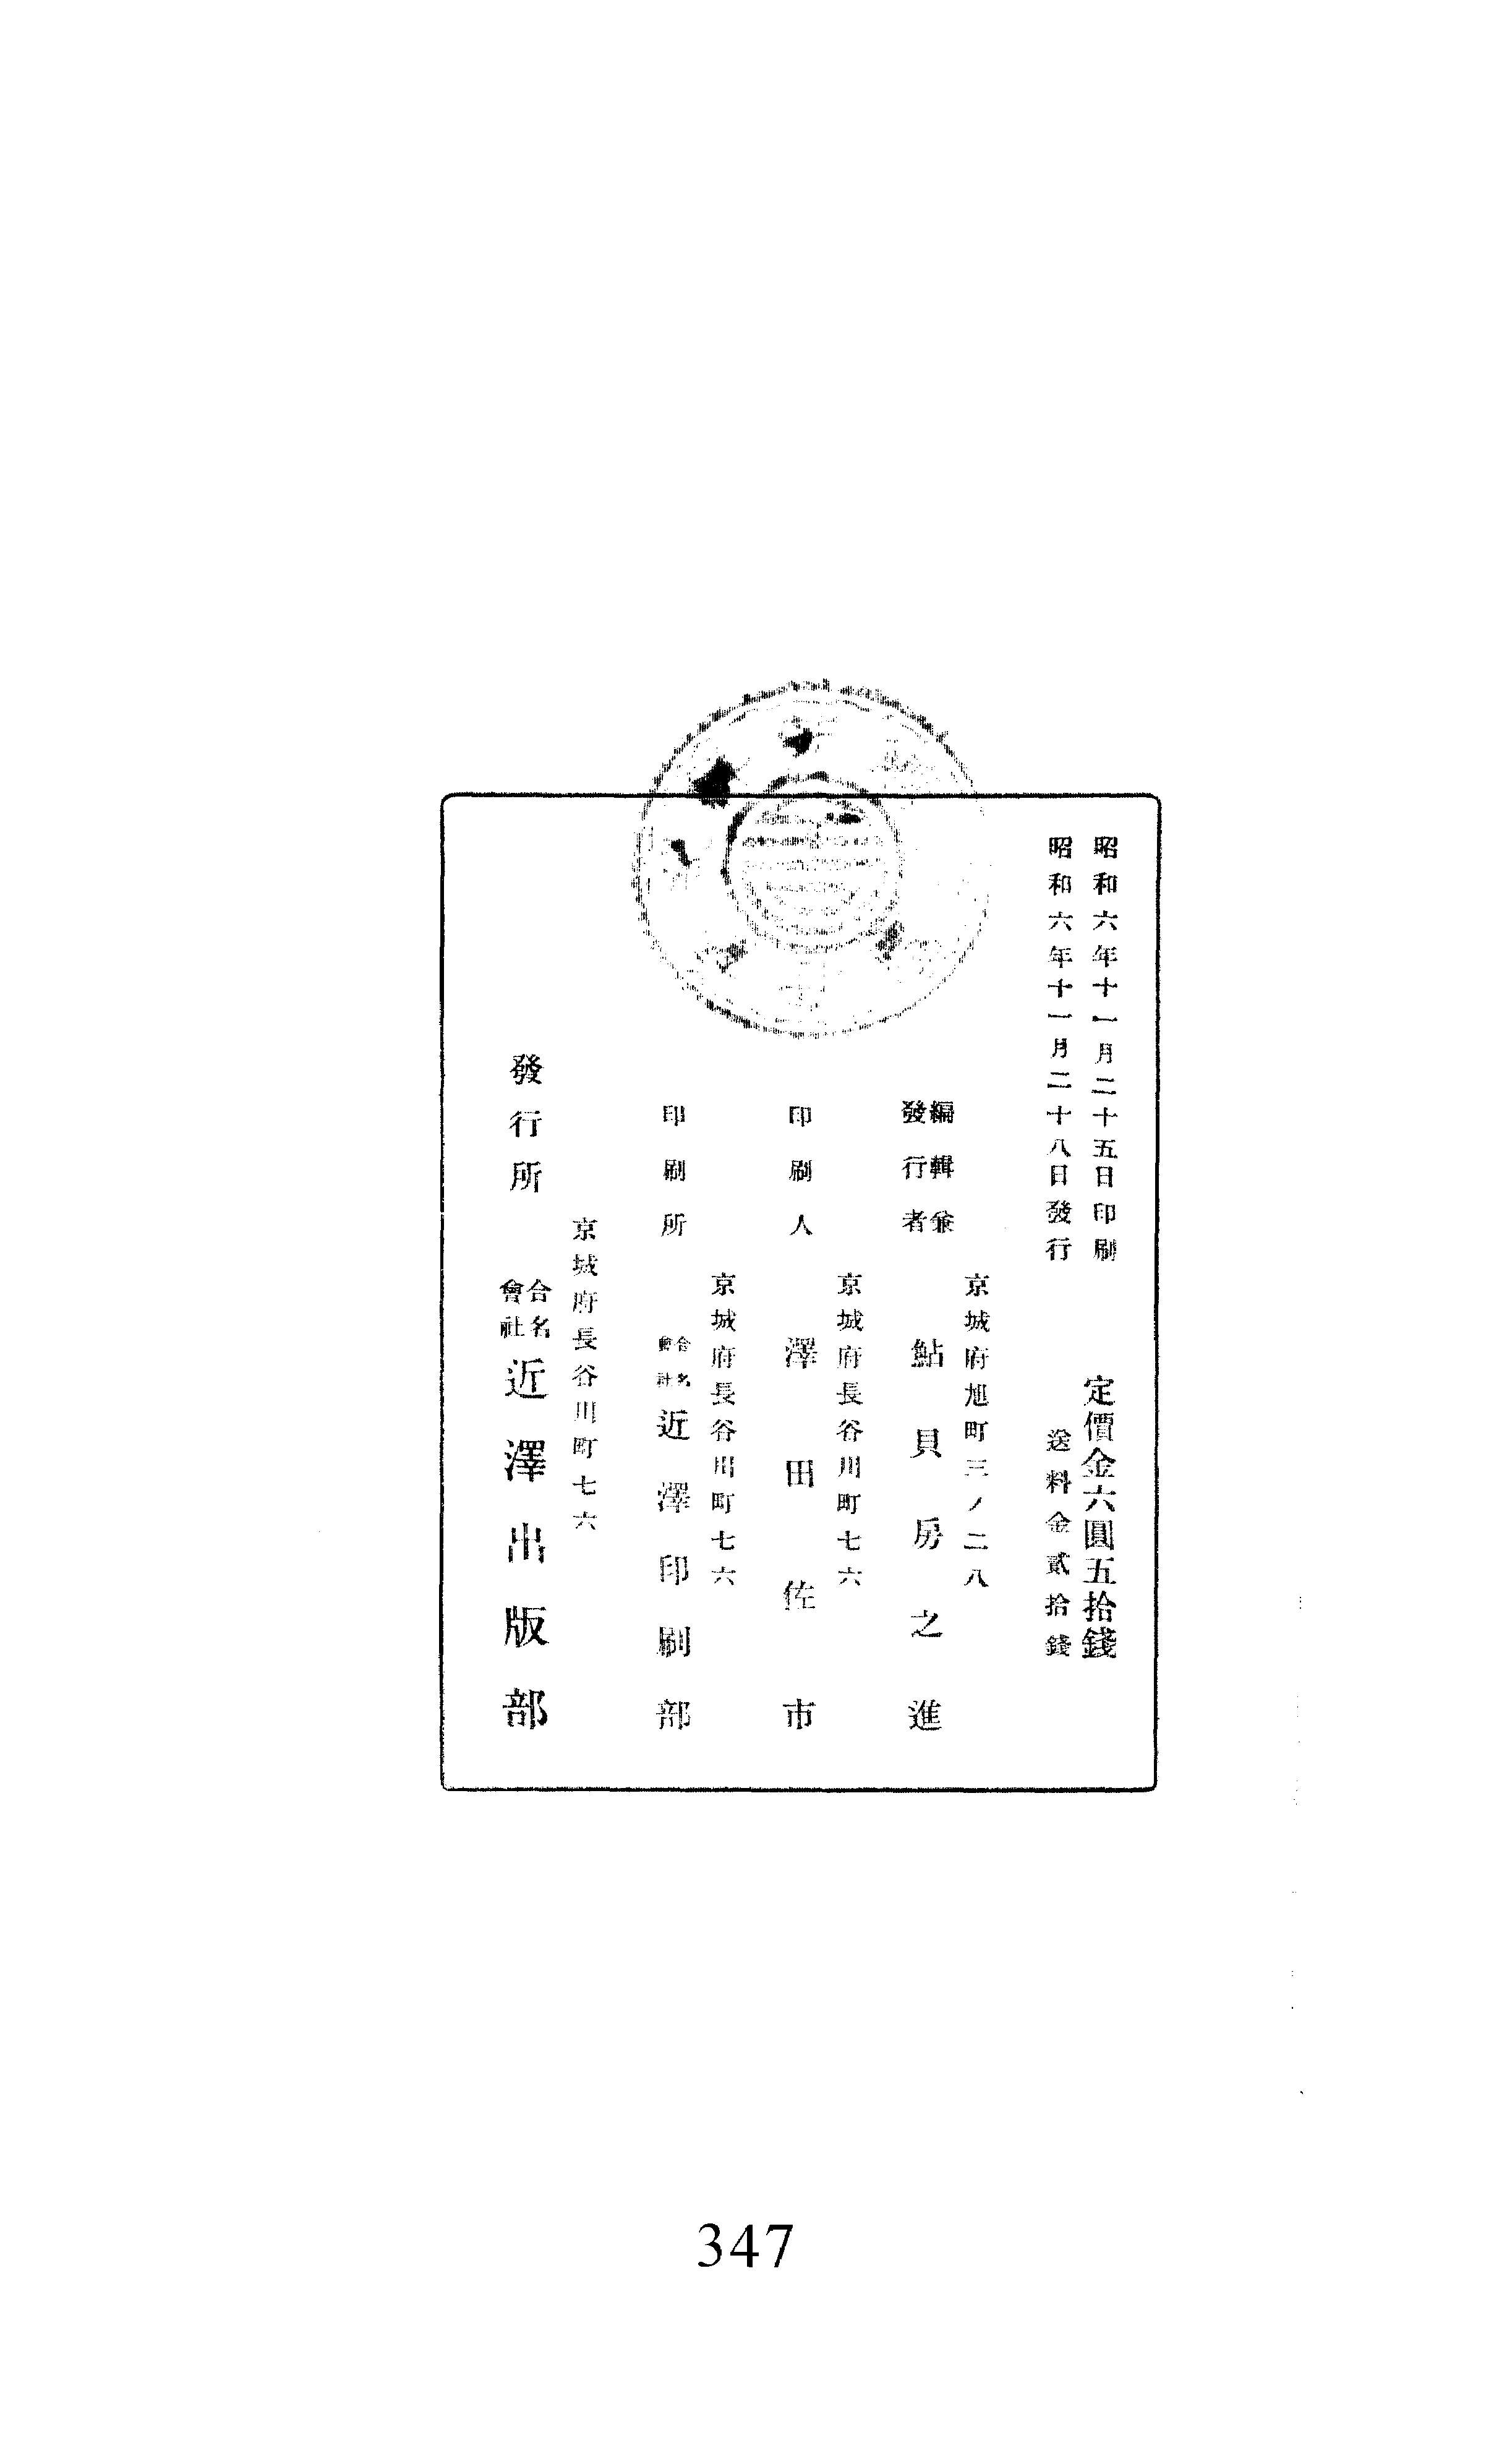 昭和六年十一月二十五日印刷
昭和六年十一月二十八日發行
定價金六圓五拾錢
送料金貳拾錢
京城府旭町三ノ二八
編輯兼
發行者
鮎貝房之進
京城府長谷川町七六
印刷人 澤田佐市
京城府長谷川町七六
印刷所
合名
會社
近澤印刷部
京城府長谷川町七六
發行所
合名
會社
近澤出版部
347